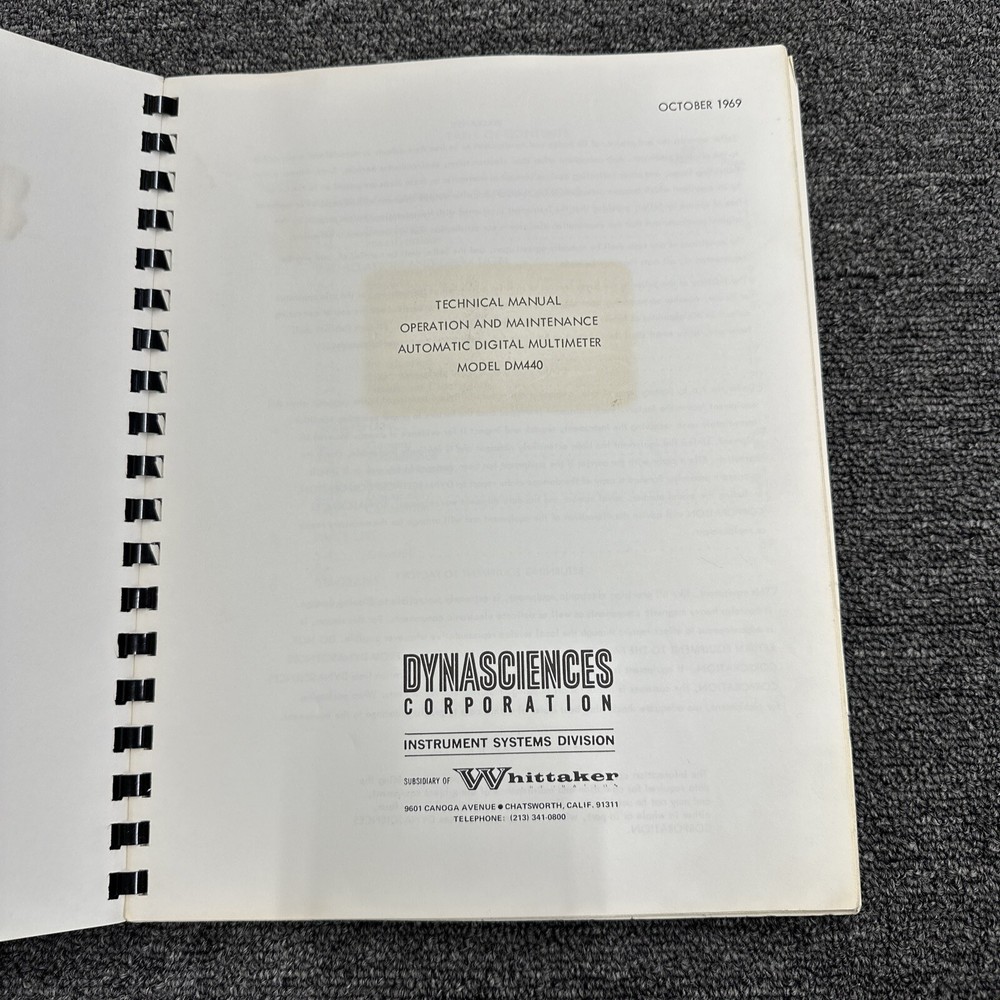 OCTOBER 1969
TECHNICAL MANUAL
OPERATION AND MAINTENANCE
AUTOMATIC DIGITAL MULTIMETER
MODEL DM440
DYNASCIENCES
CORPORATION
INSTRUMENT SYSTEMS DIVISION
SUBSIDIARY OF Whittaker
CORPORATION
9601 CANOGA AVENUE ● CHATSWORTH, CALIF. 91311
TELEPHONE: (213) 341-0800